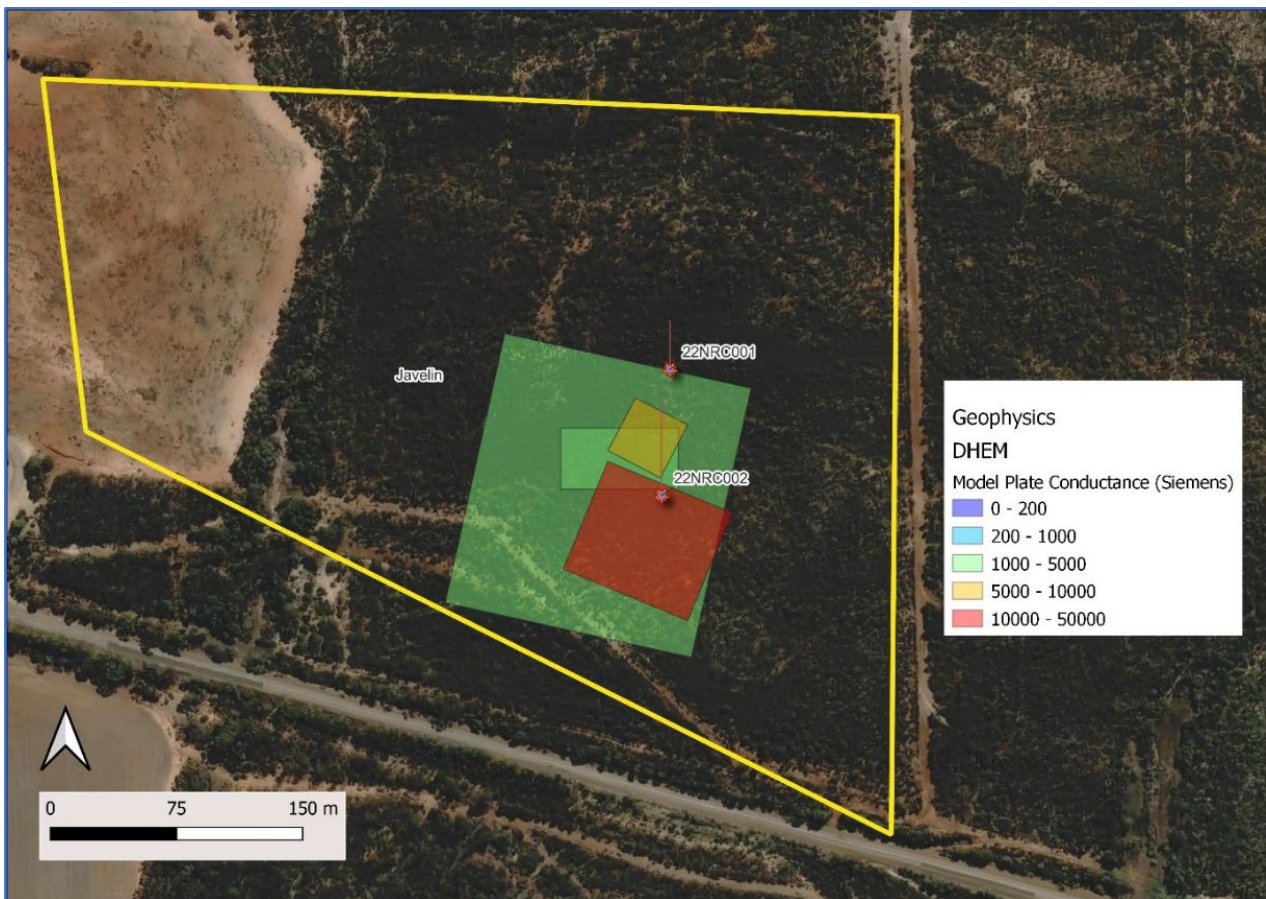 22NRC001
Javelin
22NRC002
Geophysics
DHEM
Model Plate Conductance (Siemens)
0 - 200
200 - 1000
1000 - 5000
5000 - 10000
10000 - 50000
0 75 150 m